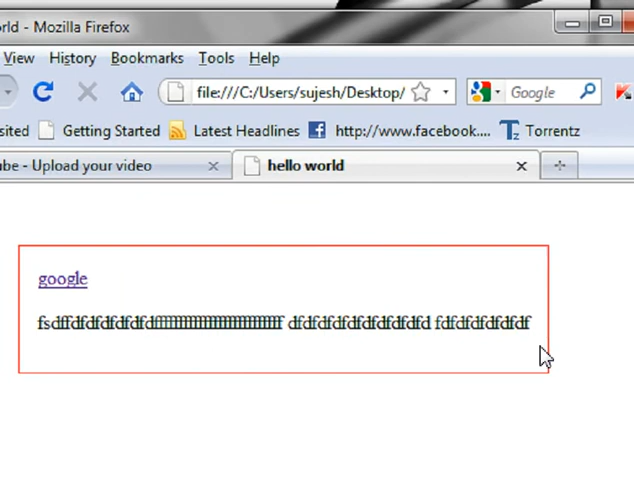 rld - Mozilla Firefox
View History Bookmarks Tools Help
file:///C:/Users/sujesh/Desktop/ Google
sited Getting Started Latest Headlines http://www.facebook.... Torrentz
be - Upload your video hello world
google